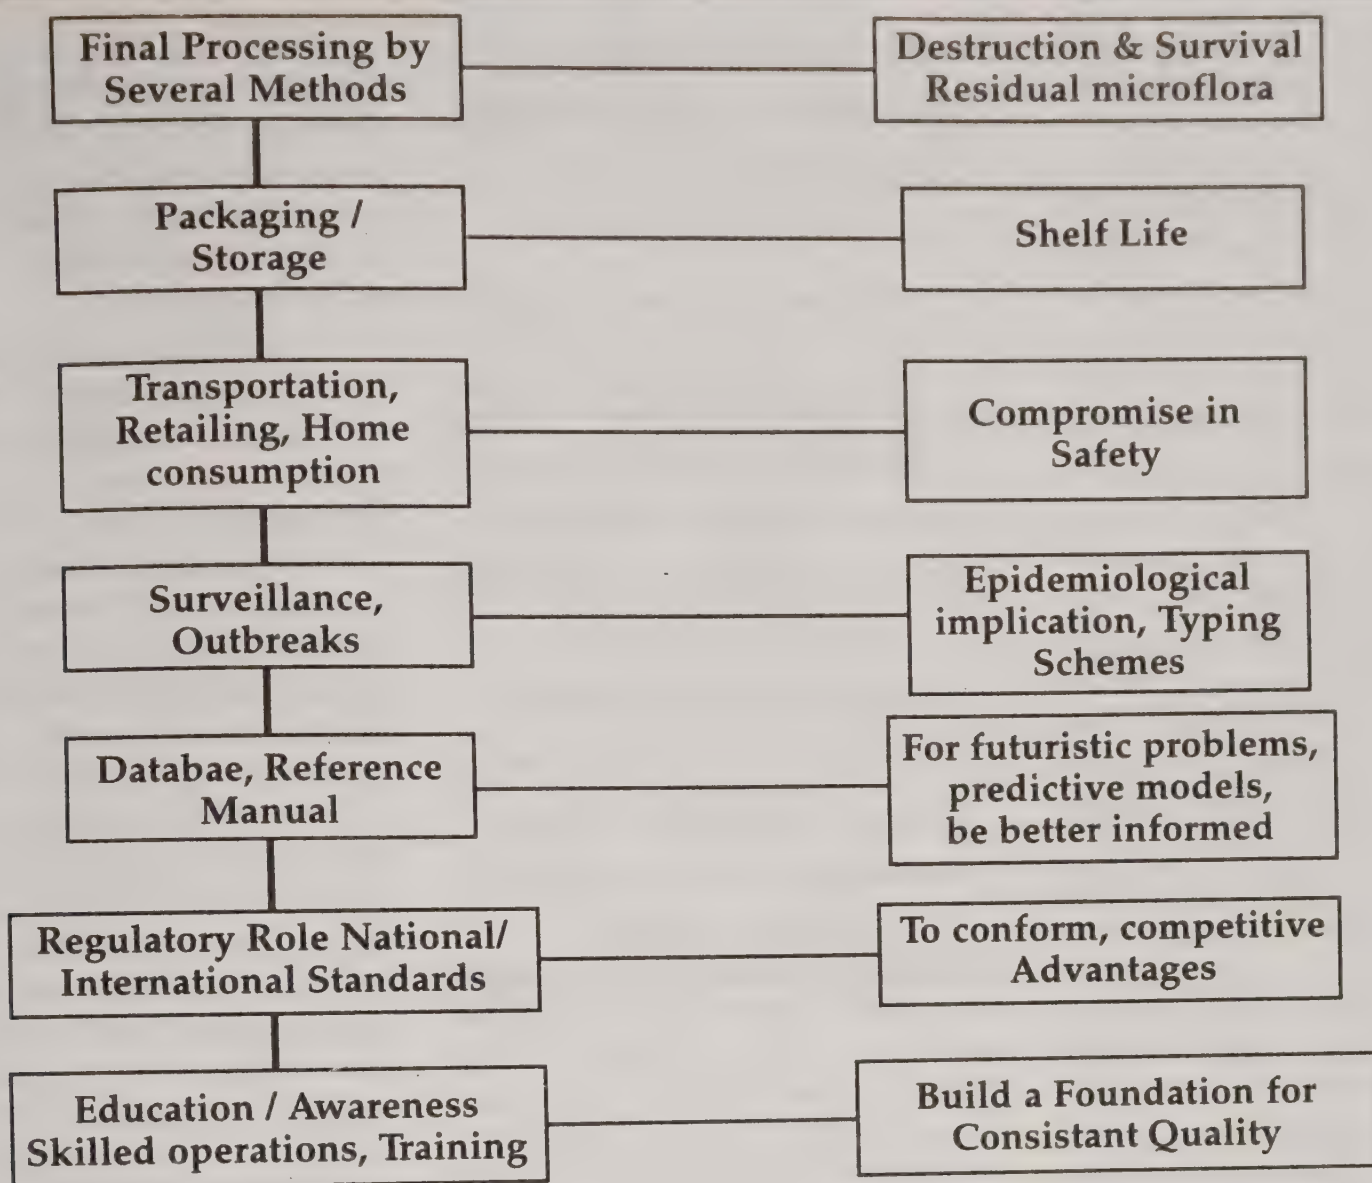 Final Processing by
Several Methods
Destruction & Survival
Residual microflora
Packaging /
Storage
Shelf Life
Transportation,
Retailing, Home
consumption
Compromise in
Safety
Surveillance,
Outbreaks
Epidemiological
implication, Typing
Schemes
Databae, Reference
Manual
For futuristic problems,
predictive models,
be better informed
Regulatory Role National/
International Standards
To conform, competitive
Advantages
Education / Awareness
Skilled operations, Training
Build a Foundation for
Consistant Quality